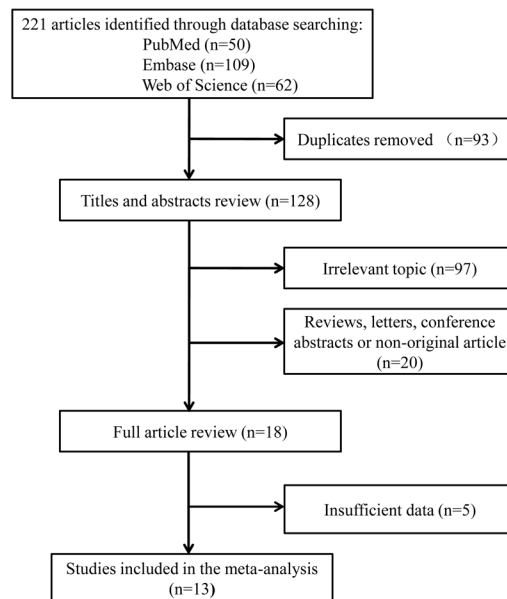 221 articles identified through database searching:
PubMed (n=50)
Embase (n=109)
Web of Science (n=62)
Duplicates removed （n=93）
Titles and abstracts review (n=128)
Irrelevant topic (n=97)
Reviews, letters, conference
abstracts or non-original article
(n=20)
Full article review (n=18)
Insufficient data (n=5)
Studies included in the meta-analysis
(n=13)